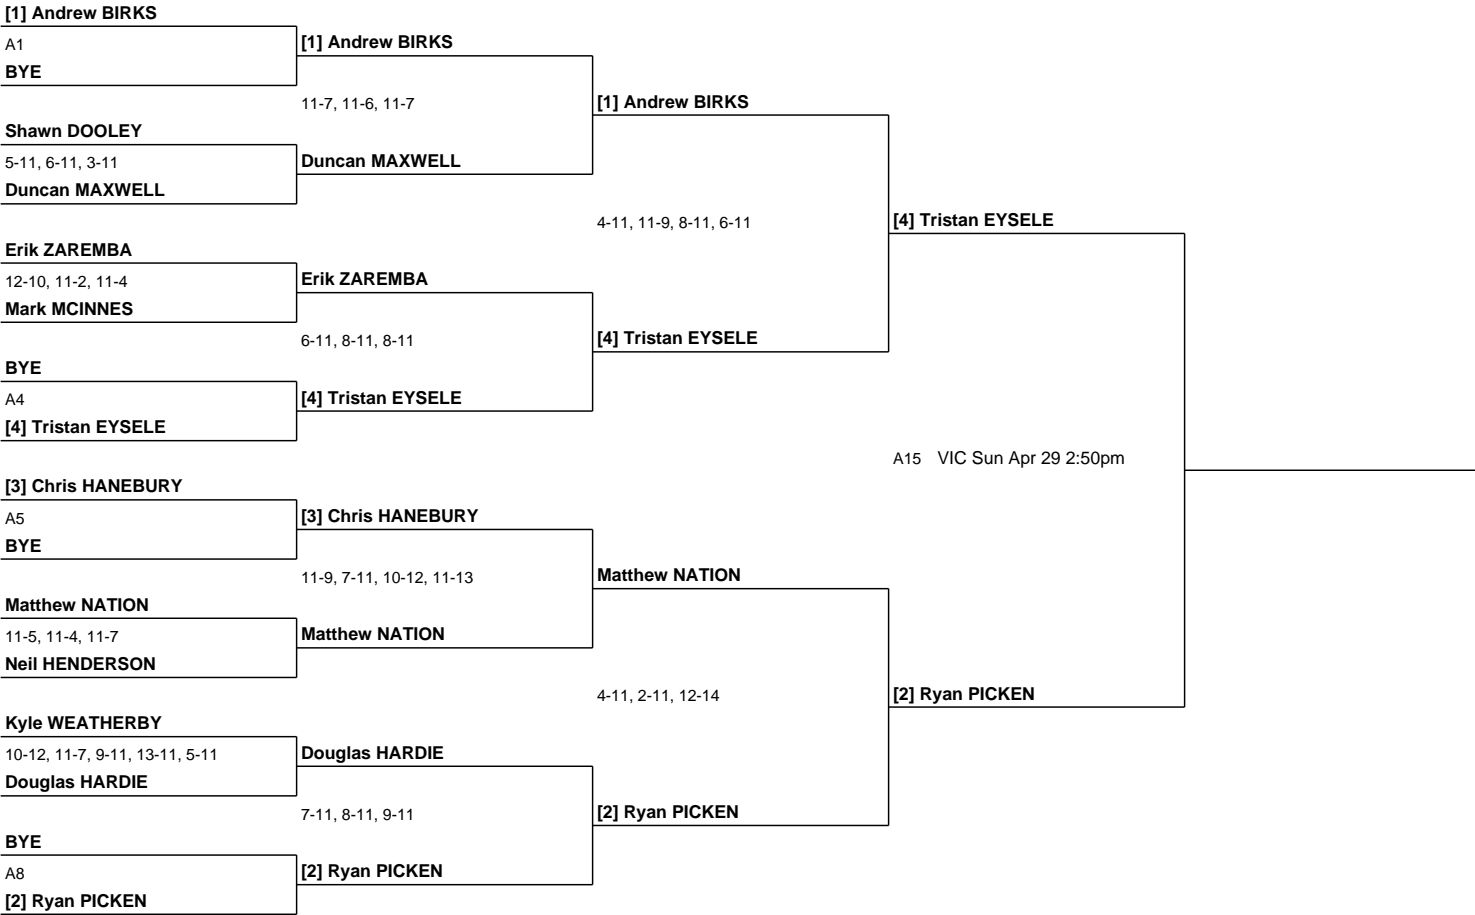 [1] Andrew BIRKS
A1
BYE
[1] Andrew BIRKS
11-7, 11-6, 11-7
[1] Andrew BIRKS
Shawn DOOLEY
5-11, 6-11, 3-11
Duncan MAXWELL
Duncan MAXWELL
4-11, 11-9, 8-11, 6-11
[4] Tristan EYSELE
Erik ZAREMBA
12-10, 11-2, 11-4
Mark MCINNES
Erik ZAREMBA
6-11, 8-11, 8-11
[4] Tristan EYSELE
BYE
A4
[4] Tristan EYSELE
[4] Tristan EYSELE
A15 VIC Sun Apr 29 2:50pm
[3] Chris HANEBURY
A5
BYE
[3] Chris HANEBURY
11-9, 7-11, 10-12, 11-13
Matthew NATION
Matthew NATION
11-5, 11-4, 11-7
Neil HENDERSON
Matthew NATION
4-11, 2-11, 12-14
[2] Ryan PICKEN
Kyle WEATHERBY
10-12, 11-7, 9-11, 13-11, 5-11
Douglas HARDIE
Douglas HARDIE
7-11, 8-11, 9-11
[2] Ryan PICKEN
BYE
A8
[2] Ryan PICKEN
[2] Ryan PICKEN